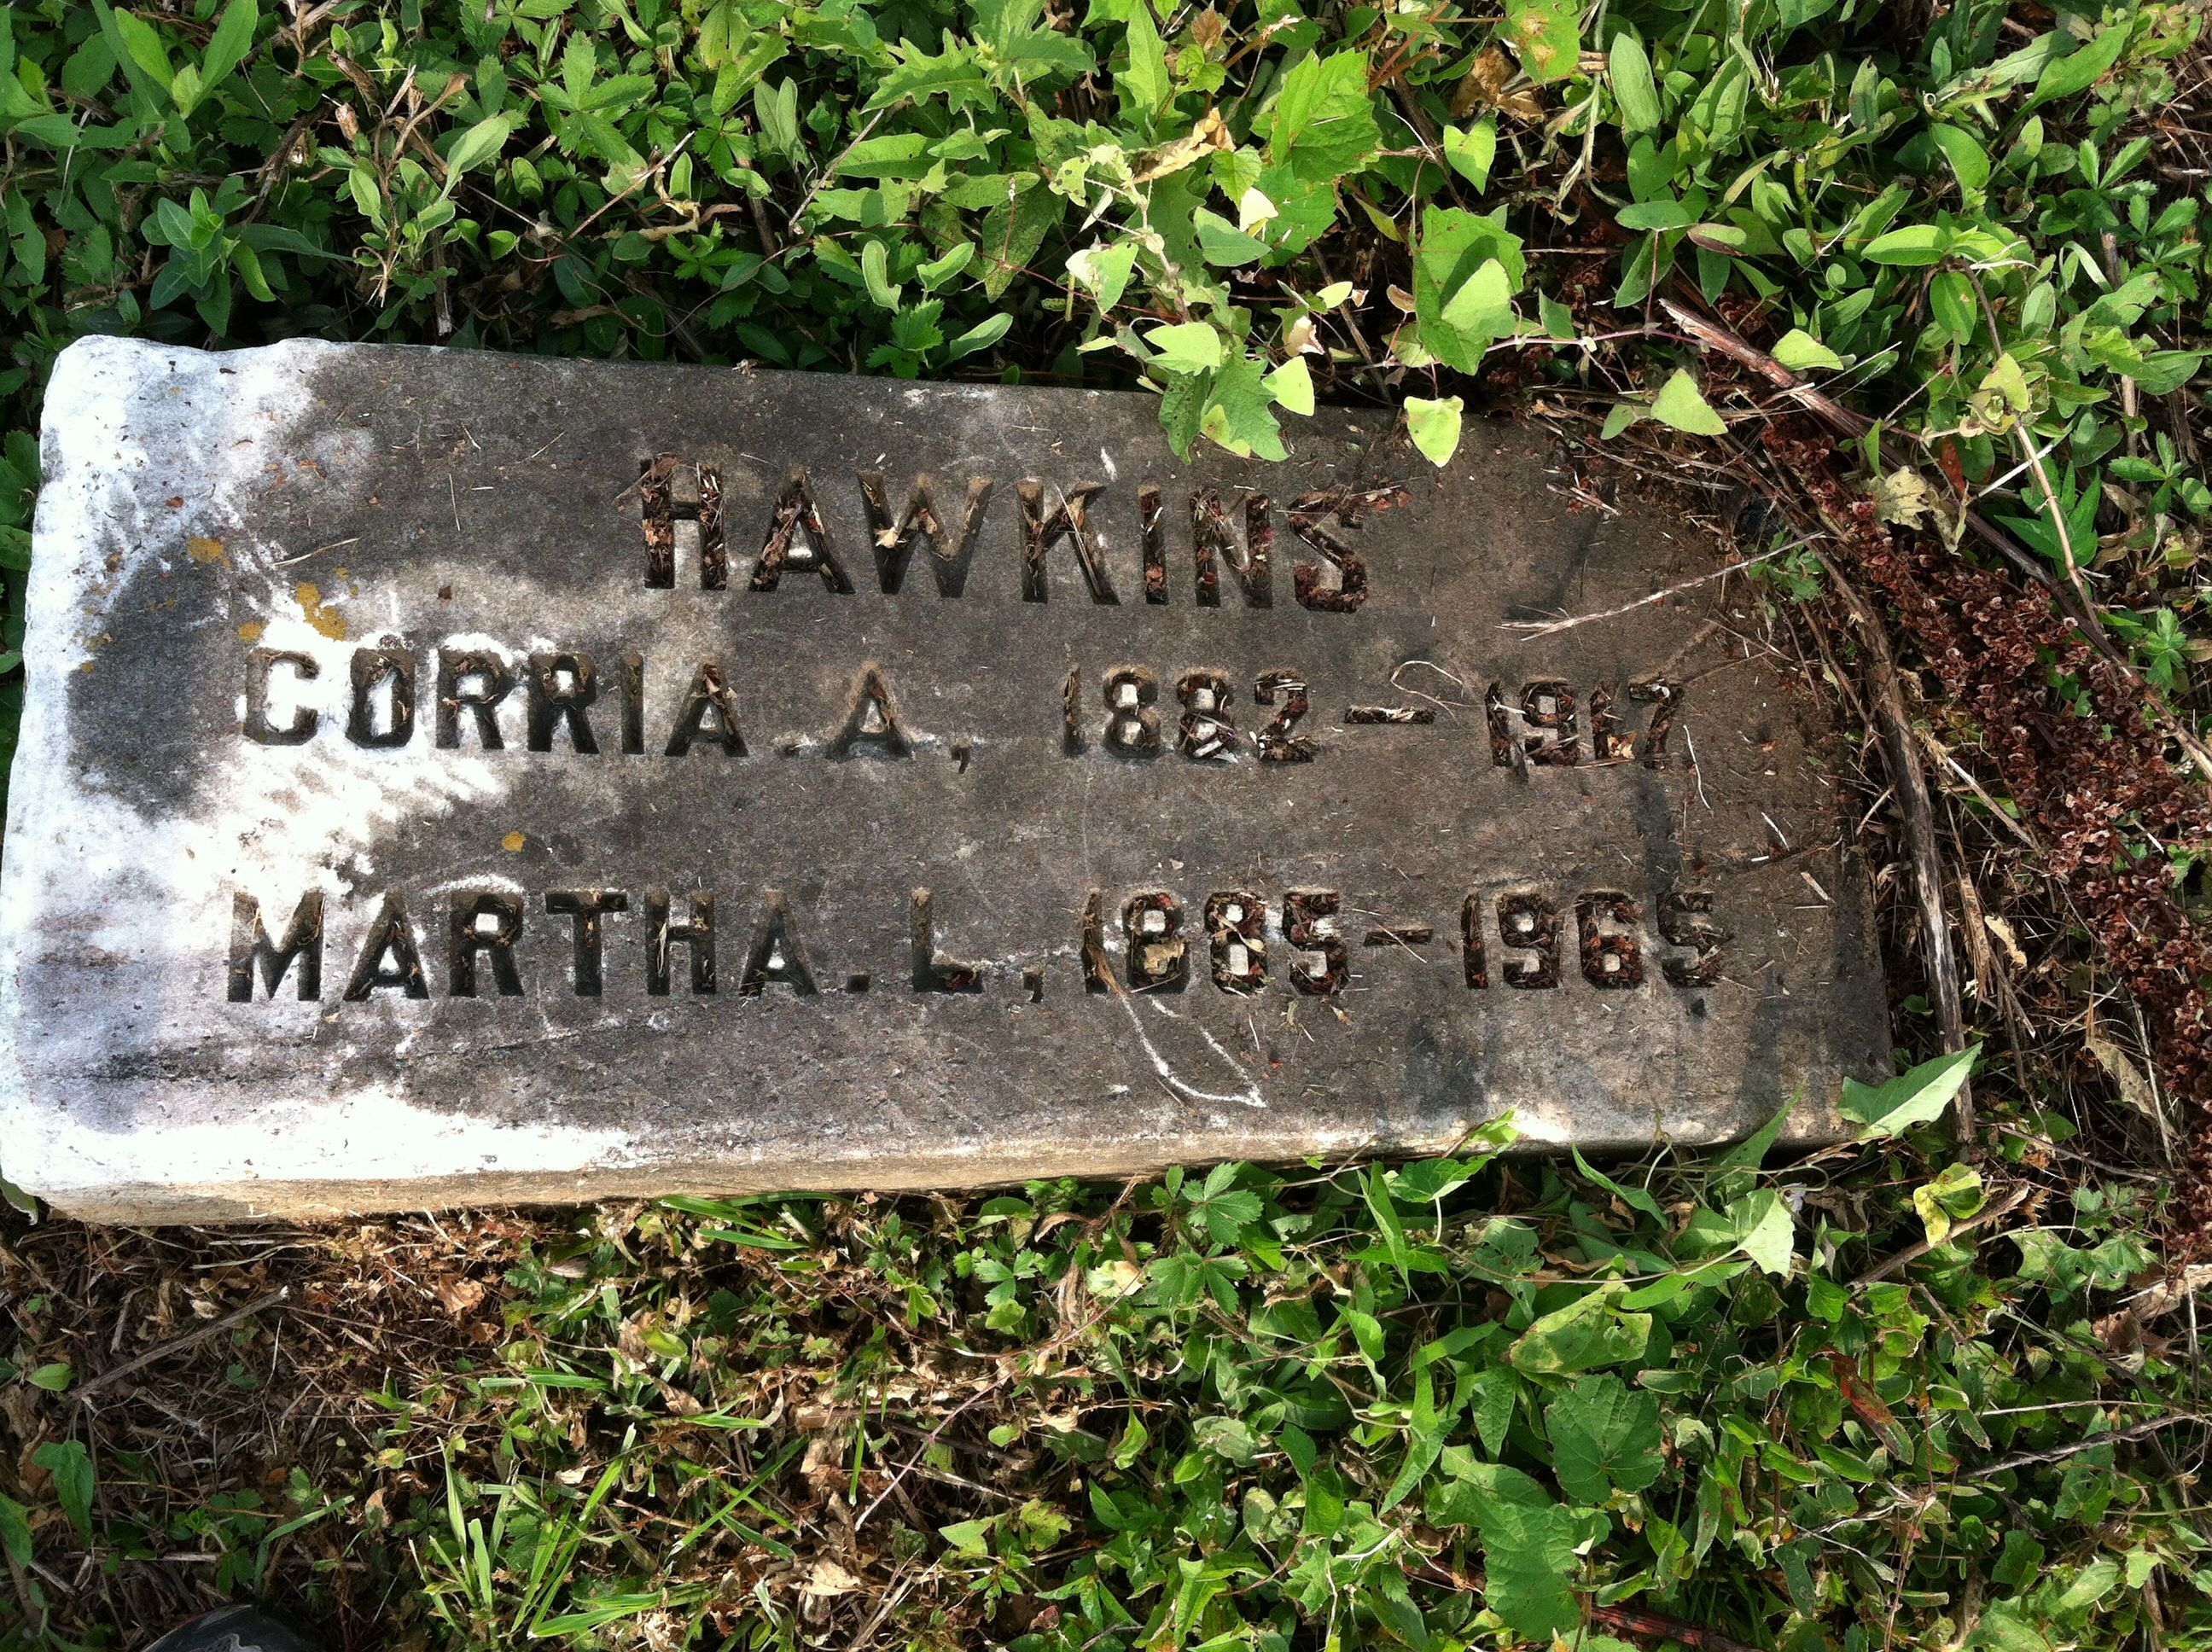 HAWKINS
CORRIA. A, 1882-1917
MARTHA. L, 1885-1965